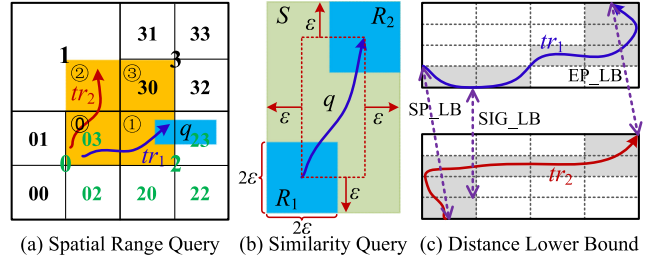 31 33
1 3
② ③
30 32
tr₂
⓪ ① q
01 03 23
0 tr₁ 2
00 02 20 22
(a) Spatial Range Query
S R₂
ε
q
ε ε
2ε R₁ ε
2ε
(b) Similarity Query
tr₁
EP_LB
SP_LB
SIG_LB
tr₂
(c) Distance Lower Bound